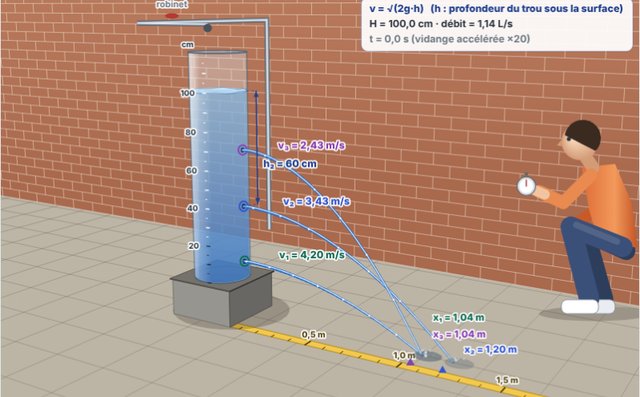 robinet
v = √(2g·h) (h : profondeur du trou sous la surface)
H = 100,0 cm · débit = 1,14 L/s
t = 0,0 s (vidange accélérée ×20)
cm
100
80
60
40
20
v₃ = 2,43 m/s
h₂ = 60 cm
v₂ = 3,43 m/s
v₁ = 4,20 m/s
x₁ = 1,04 m
x₃ = 1,04 m
x₂ = 1,20 m
0,5 m
1,0 m
1,5 m